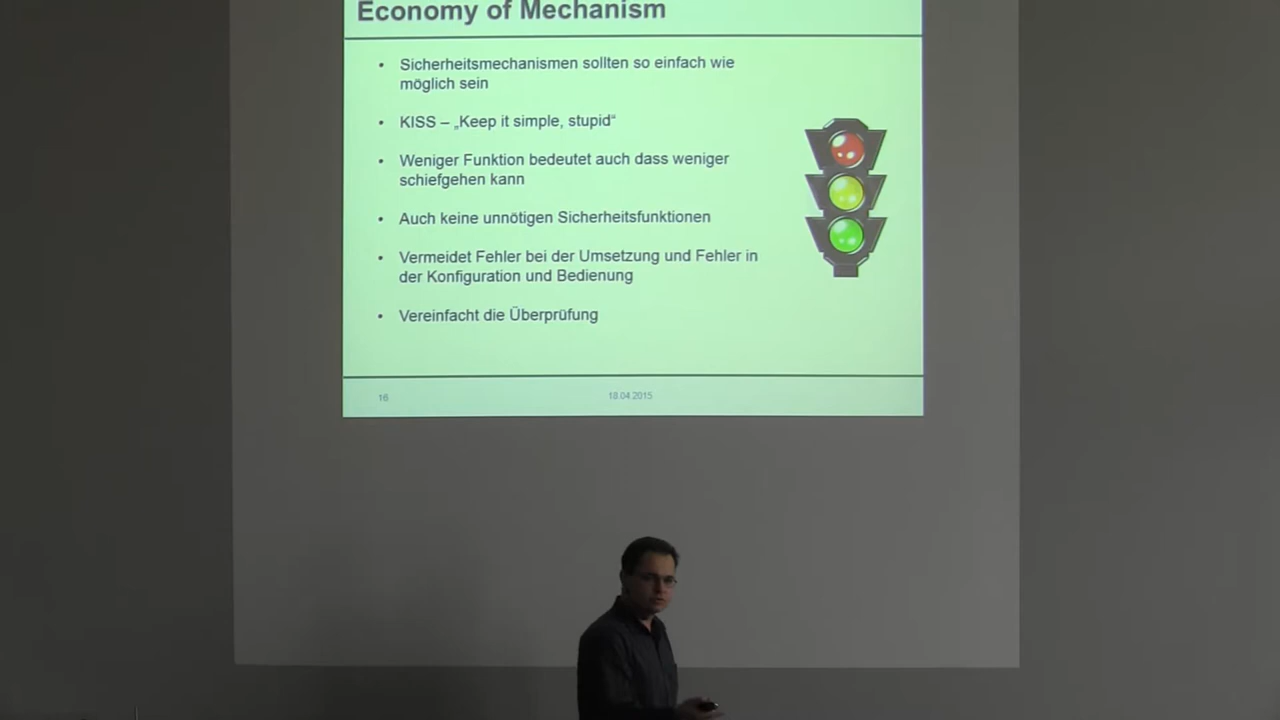 Economy of Mechanism
• Sicherheitsmechanismen sollten so einfach wie
möglich sein
• KISS – „Keep it simple, stupid“
• Weniger Funktion bedeutet auch dass weniger
schiefgehen kann
• Auch keine unnötigen Sicherheitsfunktionen
• Vermeidet Fehler bei der Umsetzung und Fehler in
der Konfiguration und Bedienung
• Vereinfacht die Überprüfung
16 18.04.2015